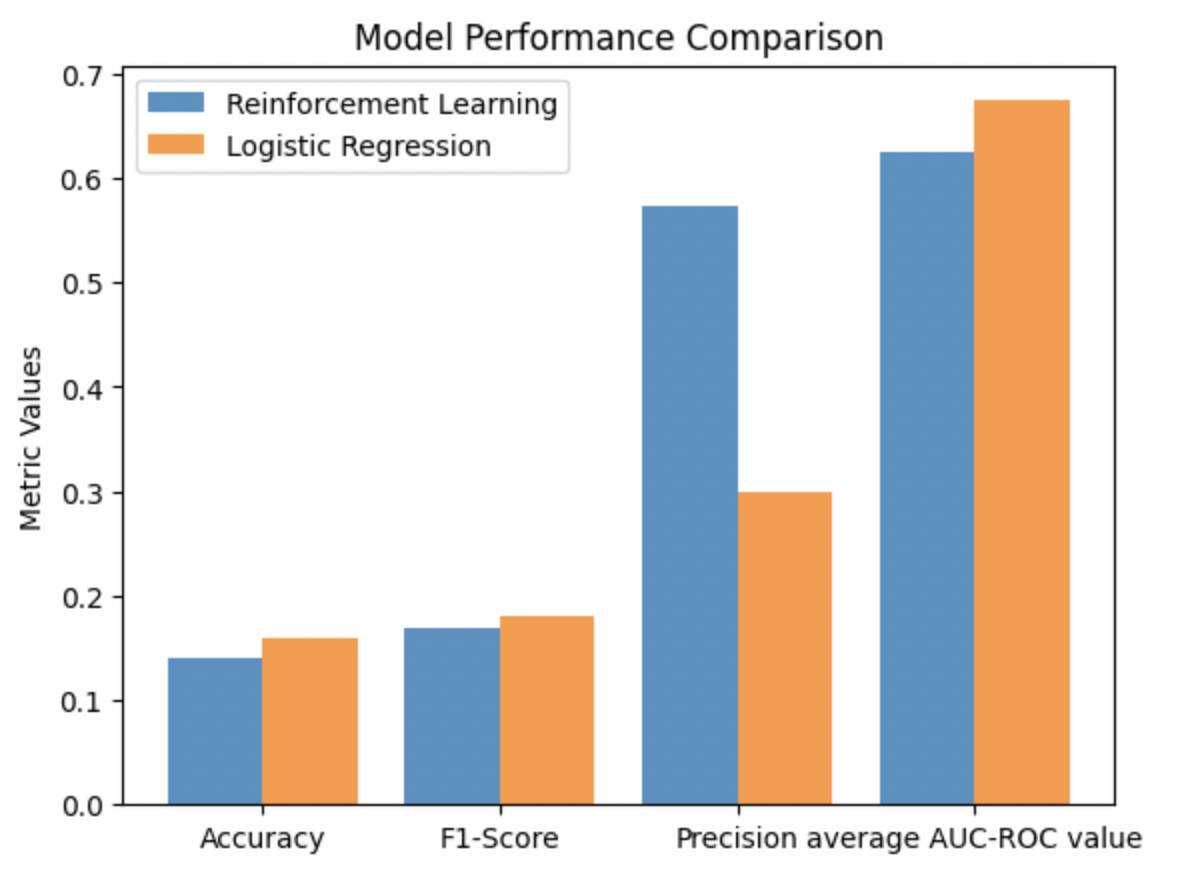 Model Performance Comparison
Reinforcement Learning
Logistic Regression
0.7
0.6
0.5
0.4
0.3
0.2
0.1
0.0
Metric Values
Accuracy
F1-Score
Precision average
AUC-ROC value